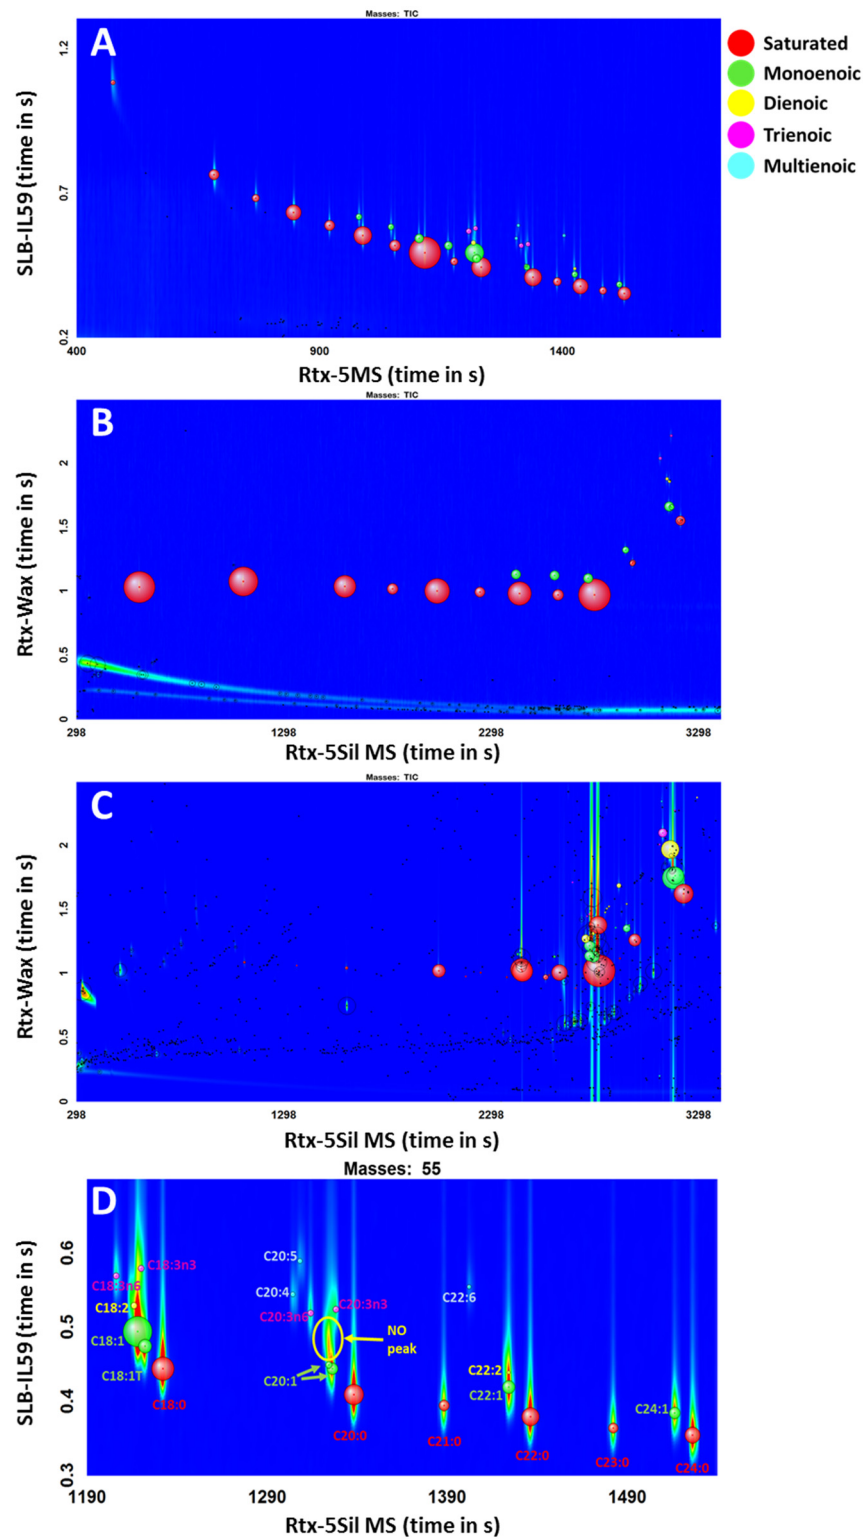 Masses: TIC
A
SLB-IL59 (time in s)
1.2
0.7
0.2
400
900
1400
Rtx-5MS (time in s)
Saturated
Monoenoic
Dienoic
Trienoic
Multienoic
Masses: TIC
B
Rtx-Wax (time in s)
2
1.5
1
0.5
0
298
1298
2298
3298
Rtx-5Sil MS (time in s)
Masses: TIC
C
Rtx-Wax (time in s)
2
1.5
1
0.5
0
298
1298
2298
3298
Rtx-5Sil MS (time in s)
Masses: 55
D
SLB-IL59 (time in s)
0.6
0.5
0.4
0.3
C18:3n3
C18:3n6
C18:2
C18:1
C18:1T
C18:0
C20:5
C20:4
C20:3n6
C20:3n3
NO
peak
C20:1
C20:0
C21:0
C22:6
C22:2
C22:1
C22:0
C23:0
C24:1
C24:0
1190
1290
1390
1490
Rtx-5Sil MS (time in s)